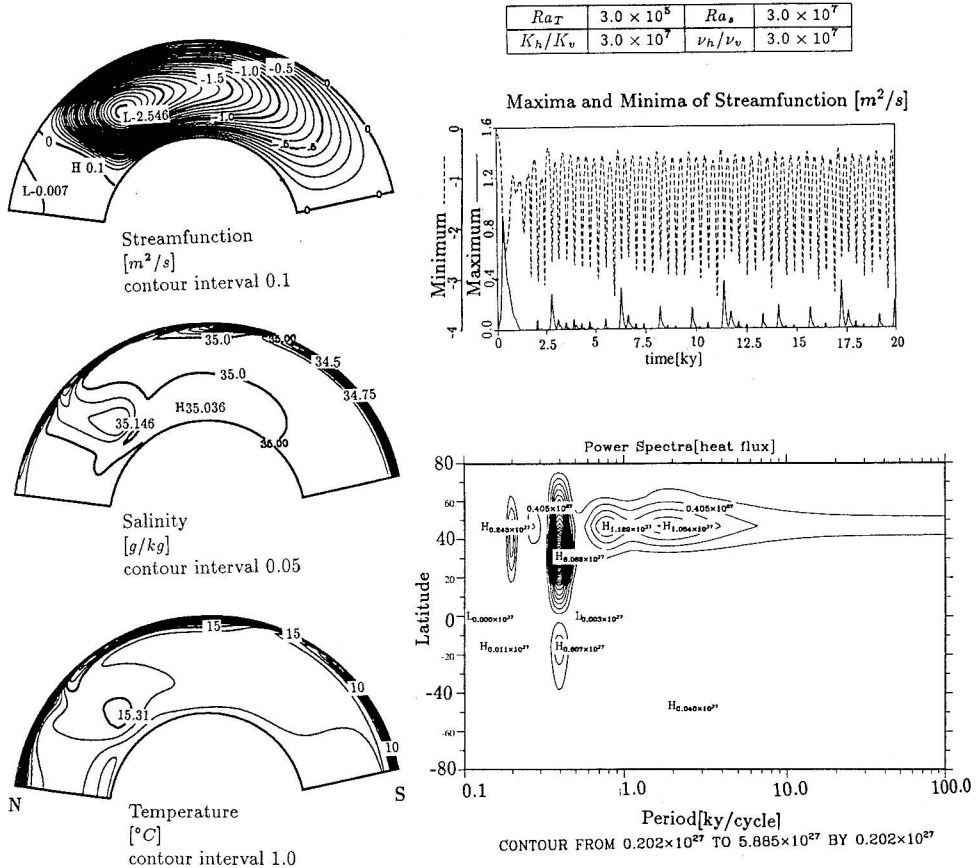 Ra_T 3.0 × 10^5 Ra_s 3.0 × 10^7
K_h/K_v 3.0 × 10^7 ν_h/ν_v 3.0 × 10^7
-1.5 -1.0 -0.5 0
L-2.546
-1.0
0
0
H 0.1
-.5 -.5
L-0.007
0 0
Streamfunction
[m²/s]
contour interval 0.1
Maxima and Minima of Streamfunction [m²/s]
Minimum
Maximum
0 -1 -2 -3 -4
1.6 1.2 0.8 0.4 0.0
0 2.5 5 7.5 10 12.5 15 17.5 20
time[ky]
35.0 35.00
34.5
35.0
34.75
H35.036
35.146
35.00
Salinity
[g/kg]
contour interval 0.05
15 15
10
15.31
10
N S
Temperature
[°C]
contour interval 1.0
Power Spectra[heat flux]
Latitude
80
40
0
-40
-80
0.405×10^27 0.405×10^27
H0.243×10^27 H1.129×10^27 H1.064×10^27
L0.000×10^27 L0.003×10^27
H0.011×10^27 H0.807×10^27
H0.040×10^27
0.1 1.0 10.0 100.0
Period[ky/cycle]
CONTOUR FROM 0.202×10^27 TO 5.885×10^27 BY 0.202×10^27